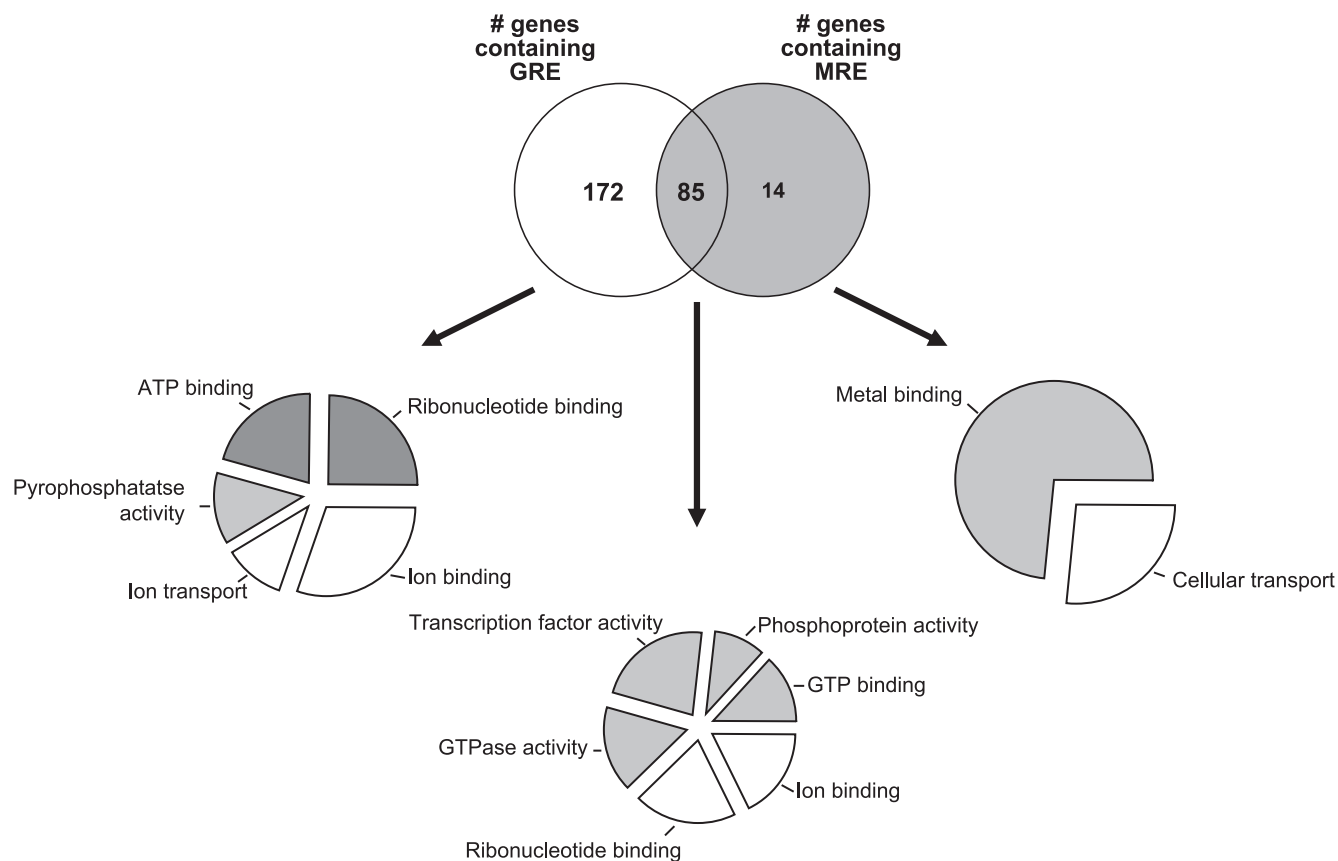 # genes
containing
GRE
# genes
containing
MRE
172
85
14
ATP binding
Ribonucleotide binding
Pyrophosphatatse
activity
Ion transport
Ion binding
Metal binding
Cellular transport
Transcription factor activity
Phosphoprotein activity
GTP binding
GTPase activity
Ion binding
Ribonucleotide binding